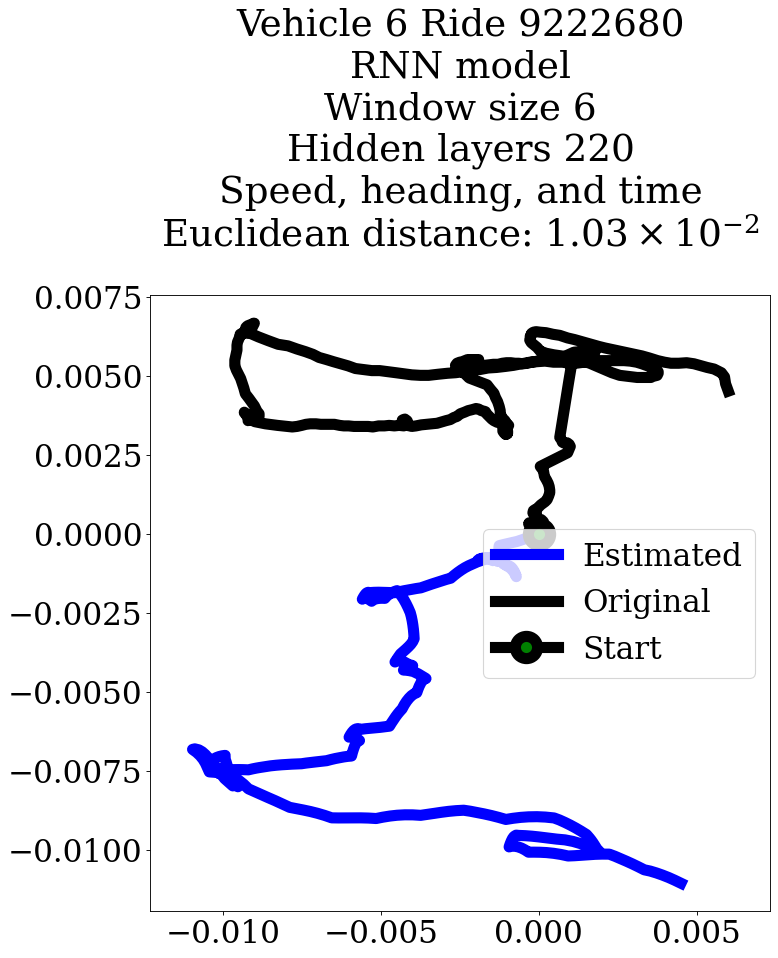 Vehicle 6 Ride 9222680
RNN model
Window size 6
Hidden layers 220
Speed, heading, and time
Euclidean distance: 1.03 × 10⁻²
0.0075
0.0050
0.0025
0.0000
−0.0025
−0.0050
−0.0075
−0.0100
Estimated
Original
Start
−0.010 −0.005 0.000 0.005